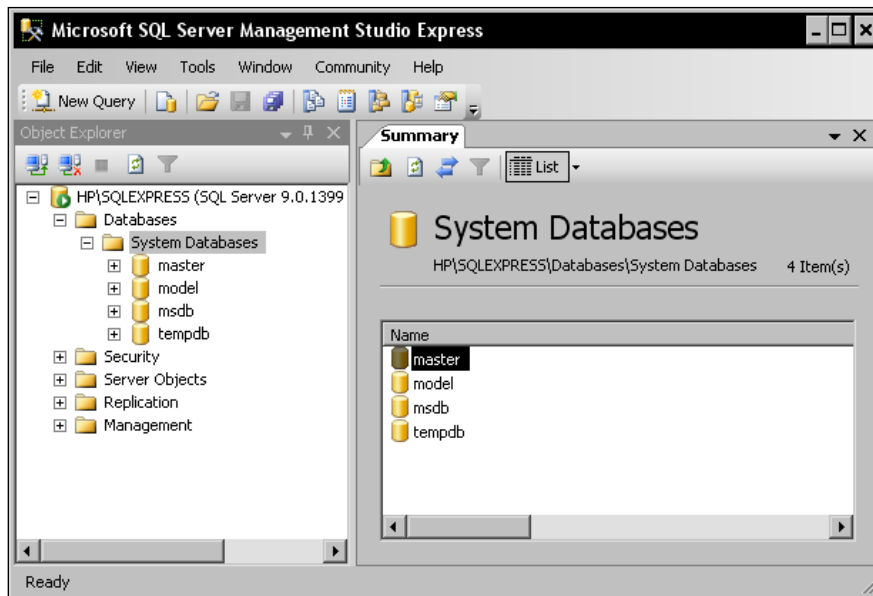 Microsoft SQL Server Management Studio Express
File Edit View Tools Window Community Help
New Query
Object Explorer
HP\SQLEXPRESS (SQL Server 9.0.1399
Databases
System Databases
master
model
msdb
tempdb
Security
Server Objects
Replication
Management
Summary
List
System Databases
HP\SQLEXPRESS\Databases\System Databases 4 Item(s)
Name
master
model
msdb
tempdb
Ready